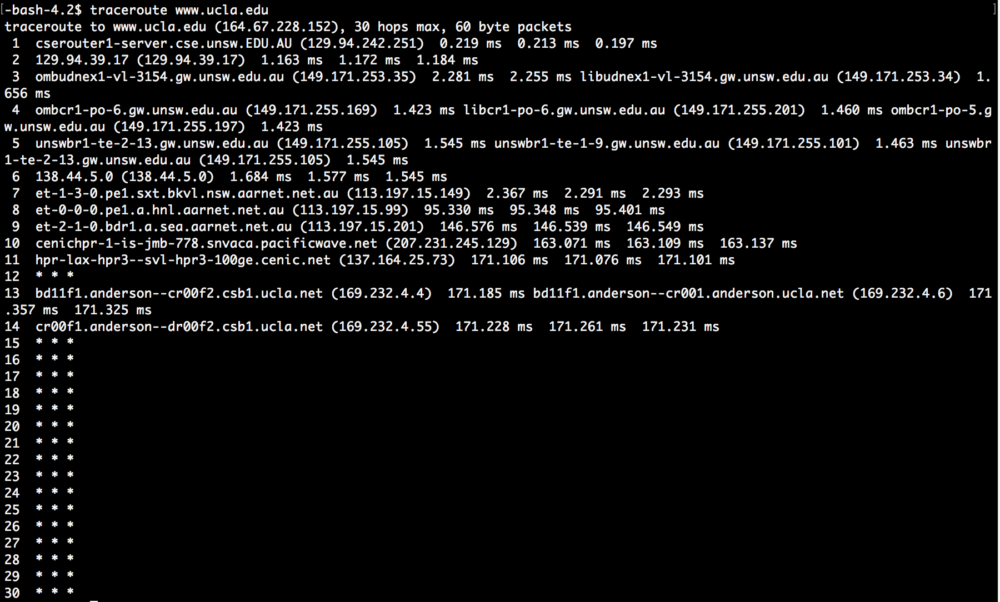 [-bash-4.2$ traceroute www.ucla.edu ]
traceroute to www.ucla.edu (164.67.228.152), 30 hops max, 60 byte packets
 1  cserouter1-server.cse.unsw.EDU.AU (129.94.242.251)  0.219 ms  0.213 ms  0.197 ms
 2  129.94.39.17 (129.94.39.17)  1.163 ms  1.172 ms  1.184 ms
 3  ombudnex1-vl-3154.gw.unsw.edu.au (149.171.253.35)  2.281 ms  2.255 ms libudnex1-vl-3154.gw.unsw.edu.au (149.171.253.34)  1.
656 ms
 4  ombcr1-po-6.gw.unsw.edu.au (149.171.255.169)  1.423 ms libcr1-po-6.gw.unsw.edu.au (149.171.255.201)  1.460 ms ombcr1-po-5.g
w.unsw.edu.au (149.171.255.197)  1.423 ms
 5  unswbr1-te-2-13.gw.unsw.edu.au (149.171.255.105)  1.545 ms unswbr1-te-1-9.gw.unsw.edu.au (149.171.255.101)  1.463 ms unswbr
1-te-2-13.gw.unsw.edu.au (149.171.255.105)  1.545 ms
 6  138.44.5.0 (138.44.5.0)  1.684 ms  1.577 ms  1.545 ms
 7  et-1-3-0.pe1.sxt.bkvl.nsw.aarnet.net.au (113.197.15.149)  2.367 ms  2.291 ms  2.293 ms
 8  et-0-0-0.pe1.a.hnl.aarnet.net.au (113.197.15.99)  95.330 ms  95.348 ms  95.401 ms
 9  et-2-1-0.bdr1.a.sea.aarnet.net.au (113.197.15.201)  146.576 ms  146.539 ms  146.549 ms
10  cenichpr-1-is-jmb-778.snvaca.pacificwave.net (207.231.245.129)  163.071 ms  163.109 ms  163.137 ms
11  hpr-lax-hpr3--svl-hpr3-100ge.cenic.net (137.164.25.73)  171.106 ms  171.076 ms  171.101 ms
12  * * *
13  bd11f1.anderson--cr00f2.csb1.ucla.net (169.232.4.4)  171.185 ms bd11f1.anderson--cr001.anderson.ucla.net (169.232.4.6)  171
.357 ms  171.325 ms
14  cr00f1.anderson--dr00f2.csb1.ucla.net (169.232.4.55)  171.228 ms  171.261 ms  171.231 ms
15  * * *
16  * * *
17  * * *
18  * * *
19  * * *
20  * * *
21  * * *
22  * * *
23  * * *
24  * * *
25  * * *
26  * * *
27  * * *
28  * * *
29  * * *
30  * * *